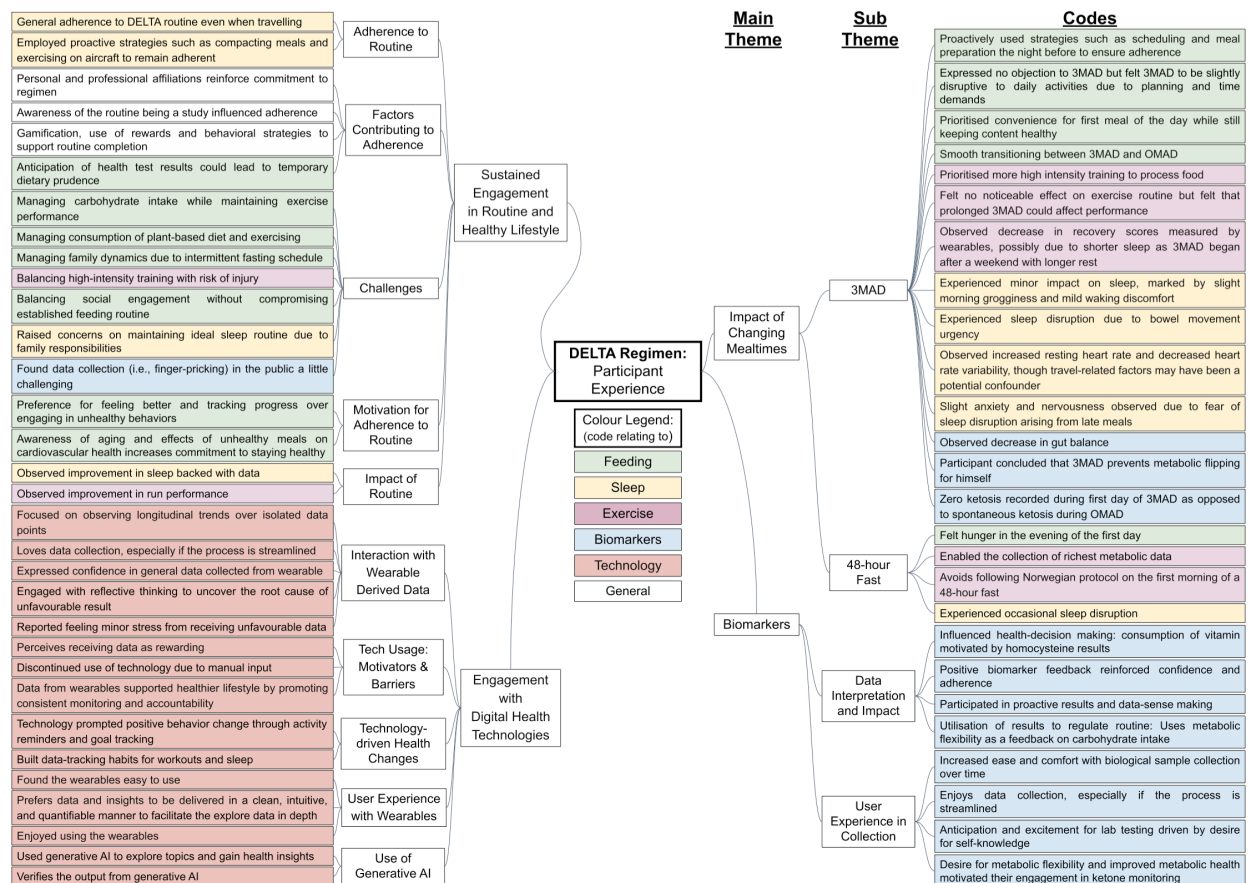 General adherence to DELTA routine even when travelling
Employed proactive strategies such as compacting meals and
exercising on aircraft to remain adherent
Adherence to
Routine
Personal and professional affiliations reinforce commitment to
regimen
Awareness of the routine being a study influenced adherence
Gamification, use of rewards and behavioral strategies to
support routine completion
Anticipation of health test results could lead to temporary
dietary prudence
Factors
Contributing to
Adherence
Managing carbohydrate intake while maintaining exercise
performance
Managing consumption of plant-based diet and exercising
Managing family dynamics due to intermittent fasting schedule
Balancing high-intensity training with risk of injury
Balancing social engagement without compromising
established feeding routine
Raised concerns on maintaining ideal sleep routine due to
family responsibilities
Found data collection (i.e., finger-pricking) in the public a little
challenging
Challenges
Preference for feeling better and tracking progress over
engaging in unhealthy behaviors
Awareness of aging and effects of unhealthy meals on
cardiovascular health increases commitment to staying healthy
Motivation for
Adherence to
Routine
Observed improvement in sleep backed with data
Observed improvement in run performance
Impact of
Routine
Sustained
Engagement
in Routine and
Healthy Lifestyle
Focused on observing longitudinal trends over isolated data
points
Loves data collection, especially if the process is streamlined
Expressed confidence in general data collected from wearable
Engaged with reflective thinking to uncover the root cause of
unfavourable result
Reported feeling minor stress from receiving unfavourable data
Interaction with
Wearable
Derived Data
Perceives receiving data as rewarding
Discontinued use of technology due to manual input
Data from wearables supported healthier lifestyle by promoting
consistent monitoring and accountability
Tech Usage:
Motivators &
Barriers
Technology prompted positive behavior change through activity
reminders and goal tracking
Built data-tracking habits for workouts and sleep
Technology-
driven Health
Changes
Found the wearables easy to use
Prefers data and insights to be delivered in a clean, intuitive,
and quantifiable manner to facilitate the explore data in depth
Enjoyed using the wearables
User Experience
with Wearables
Used generative AI to explore topics and gain health insights
Verifies the output from generative AI
Use of
Generative AI
Engagement
with
Digital Health
Technologies
DELTA Regimen:
Participant
Experience
Colour Legend:
(code relating to)
Feeding
Sleep
Exercise
Biomarkers
Technology
General
Main
Theme
Sub
Theme
Codes
Impact of
Changing
Mealtimes
3MAD
Proactively used strategies such as scheduling and meal
preparation the night before to ensure adherence
Expressed no objection to 3MAD but felt 3MAD to be slightly
disruptive to daily activities due to planning and time
demands
Prioritised convenience for first meal of the day while still
keeping content healthy
Smooth transitioning between 3MAD and OMAD
Prioritised more high intensity training to process food
Felt no noticeable effect on exercise routine but felt that
prolonged 3MAD could affect performance
Observed decrease in recovery scores measured by
wearables, possibly due to shorter sleep as 3MAD began
after a weekend with longer rest
Experienced minor impact on sleep, marked by slight
morning grogginess and mild waking discomfort
Experienced sleep disruption due to bowel movement
urgency
Observed increased resting heart rate and decreased heart
rate variability, though travel-related factors may have been a
potential confounder
Slight anxiety and nervousness observed due to fear of
sleep disruption arising from late meals
Observed decrease in gut balance
Participant concluded that 3MAD prevents metabolic flipping
for himself
Zero ketosis recorded during first day of 3MAD as opposed
to spontaneous ketosis during OMAD
48-hour
Fast
Felt hunger in the evening of the first day
Enabled the collection of richest metabolic data
Avoids following Norwegian protocol on the first morning of a
48-hour fast
Experienced occasional sleep disruption
Biomarkers
Data
Interpretation
and Impact
Influenced health-decision making: consumption of vitamin
motivated by homocysteine results
Positive biomarker feedback reinforced confidence and
adherence
Participated in proactive results and data-sense making
Utilisation of results to regulate routine: Uses metabolic
flexibility as a feedback on carbohydrate intake
User
Experience in
Collection
Increased ease and comfort with biological sample collection
over time
Enjoys data collection, especially if the process is
streamlined
Anticipation and excitement for lab testing driven by desire
for self-knowledge
Desire for metabolic flexibility and improved metabolic health
motivated their engagement in ketone monitoring